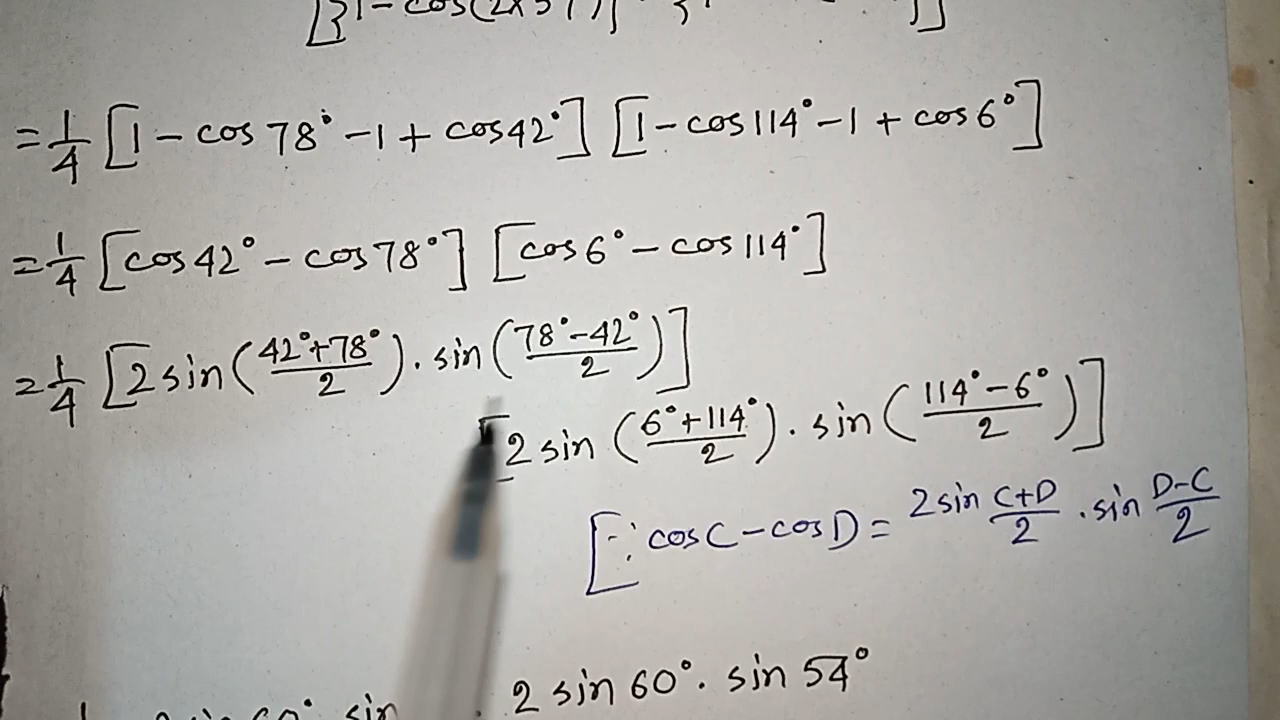 = 1/4 [1 - cos 78° - 1 + cos 42°] [1 - cos 114° - 1 + cos 6°]
= 1/4 [cos 42° - cos 78°] [cos 6° - cos 114°]
= 1/4 [2 sin (42°+78°/2) . sin (78°-42°/2)]
[2 sin (6°+114°/2) . sin (114°-6°/2)]
[∵ cos C - cos D = 2 sin C+D/2 . sin D-C/2
sin 2 sin 60° . sin 54°